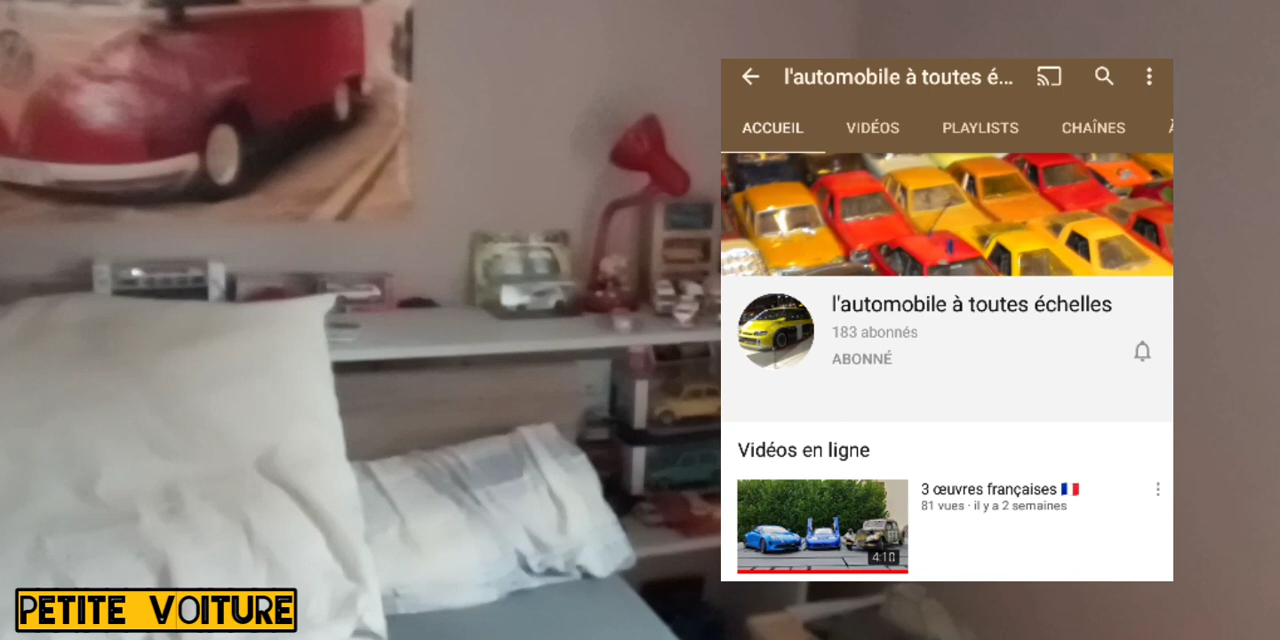 l'automobile à toutes é...
ACCUEIL VIDÉOS PLAYLISTS CHAÎNES
l'automobile à toutes échelles
183 abonnés
ABONNÉ
Vidéos en ligne
3 œuvres françaises 🇫🇷
81 vues · il y a 2 semaines
4:10
PETITE VOITURE